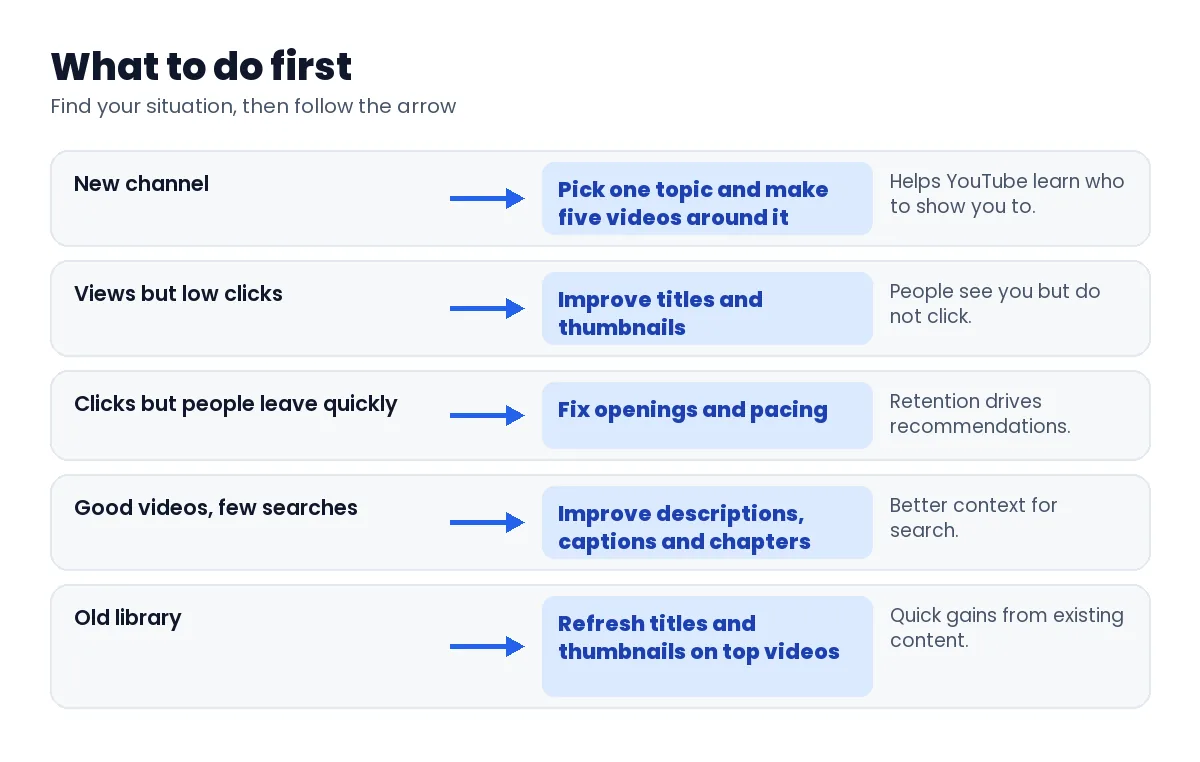 What to do first
Find your situation, then follow the arrow
New channel
Pick one topic and make
five videos around it
Helps YouTube learn who
to show you to.
Views but low clicks
Improve titles and
thumbnails
People see you but do
not click.
Clicks but people leave quickly
Fix openings and pacing
Retention drives
recommendations.
Good videos, few searches
Improve descriptions,
captions and chapters
Better context for
search.
Old library
Refresh titles and
thumbnails on top videos
Quick gains from existing
content.